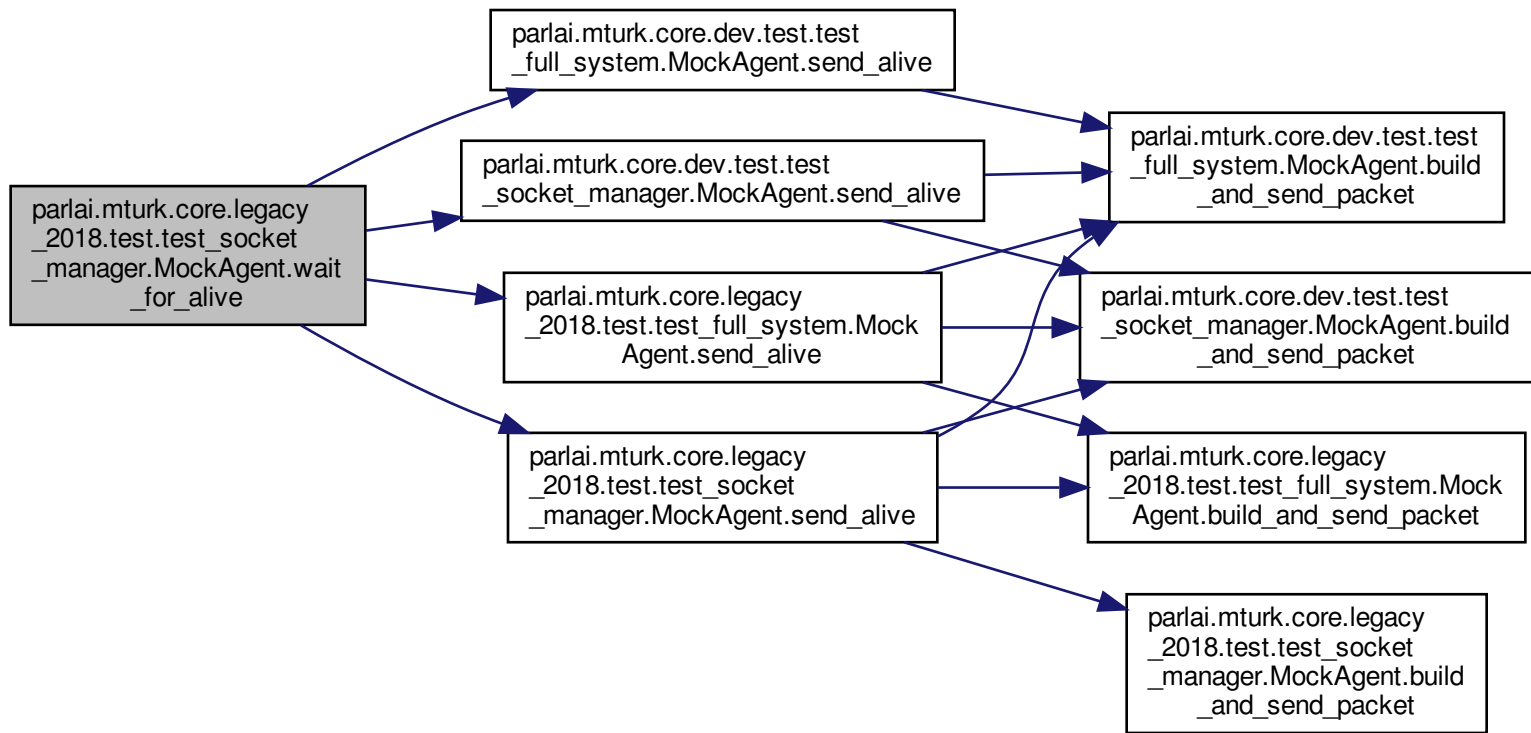 parlai.mturk.core.legacy
_2018.test.test_socket
_manager.MockAgent.wait
_for_alive
parlai.mturk.core.dev.test.test
_full_system.MockAgent.send_alive
parlai.mturk.core.dev.test.test
_socket_manager.MockAgent.send_alive
parlai.mturk.core.legacy
_2018.test.test_full_system.Mock
Agent.send_alive
parlai.mturk.core.legacy
_2018.test.test_socket
_manager.MockAgent.send_alive
parlai.mturk.core.dev.test.test
_full_system.MockAgent.build
_and_send_packet
parlai.mturk.core.dev.test.test
_socket_manager.MockAgent.build
_and_send_packet
parlai.mturk.core.legacy
_2018.test.test_full_system.Mock
Agent.build_and_send_packet
parlai.mturk.core.legacy
_2018.test.test_socket
_manager.MockAgent.build
_and_send_packet